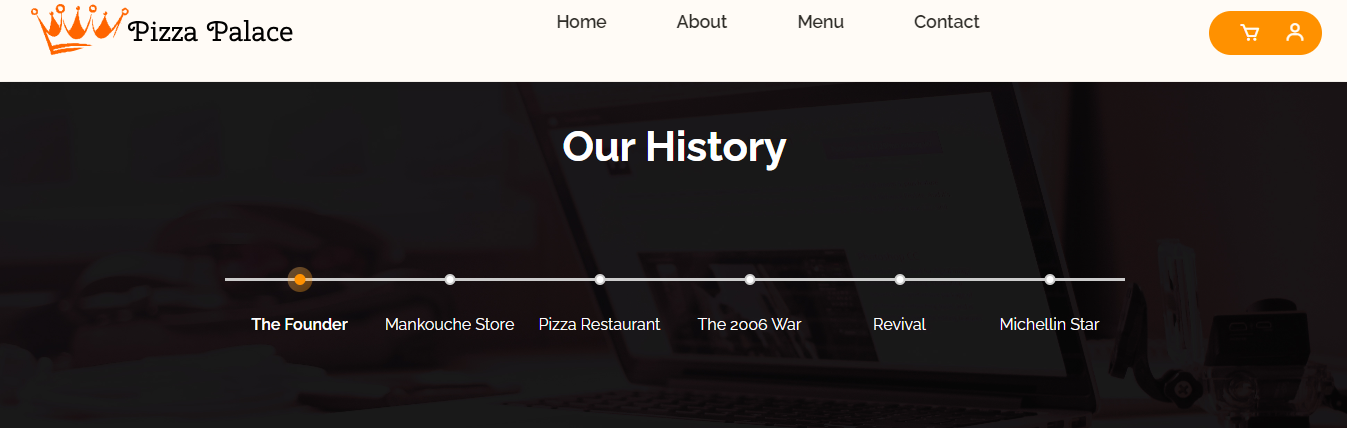 Pizza Palace
Home About Menu Contact
Our History
The Founder Mankouche Store Pizza Restaurant The 2006 War Revival Michellin Star